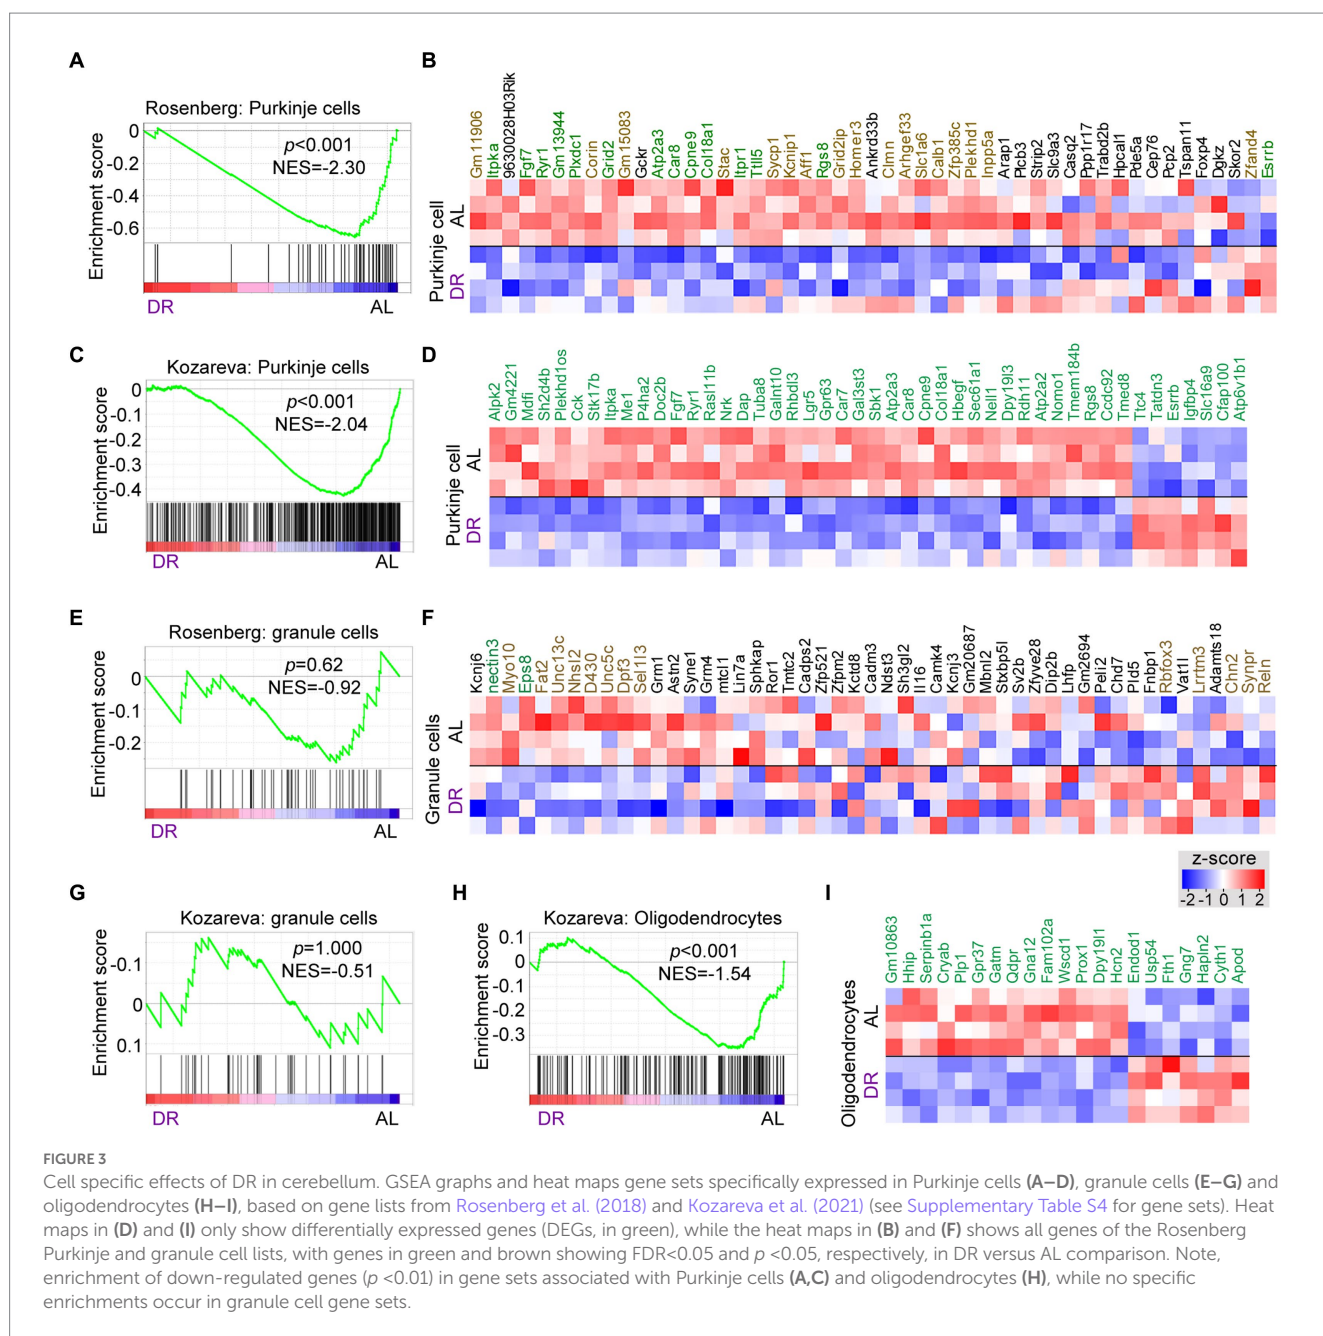 A
Rosenberg: Purkinje cells
Enrichment score
0
-0.2
-0.4
-0.6
p<0.001
NES=-2.30
DR
AL
B
Gm11906
Itpka
9630028H03Rik
Fgf7
Ryr1
Gm13944
Plxdc1
Corin
Grid2
Gm15083
Gckr
Atp2a3
Car8
Cpne9
Col18a1
Stac
Itpr1
Ttll5
Sycp1
Kcnip1
Aff1
Rgs8
Grid2ip
Homer3
Ankrd33b
Clmn
Arhgef33
Slc1a6
Calb1
Zfp385c
Plekhd1
Inpp5a
Arap1
Plcb3
Strip2
Slc9a3
Casq2
Ppp1r17
Trabd2b
Hpcal1
Pde5a
Cep76
Pcp2
Tspan11
Foxp4
Dgkz
Skor2
Zfand4
Esrrb
Purkinje cell
AL
DR
C
Kozareva: Purkinje cells
Enrichment score
0
-0.1
-0.2
-0.3
-0.4
p<0.001
NES=-2.04
DR
AL
D
Alpk2
Gm4221
Mdfi
Sh2d4b
Plekhd1os
Cck
Stk17b
Itpka
Me1
P4ha2
Doc2b
Fgf7
Ryr1
Rasl11b
Nrk
Dap
Tuba8
Galnt10
Rhbdl3
Lgr5
Gpr63
Car7
Gal3st3
Sbk1
Atp2a3
Car8
Cpne9
Col18a1
Hbegf
Sec61a1
Nell1
Dpy19l3
Rdh11
Atp2a2
Nomo1
Tmem184b
Rgs8
Ccdc92
Tmed8
Ttc4
Tatdn3
Esrrb
Igfbp4
Slc16a9
Cfap100
Atp6v1b1
Purkinje cell
AL
DR
E
Rosenberg: granule cells
Enrichment score
0
-0.1
-0.2
p=0.62
NES=-0.92
DR
AL
F
Kcnj6
nectin3
Myo10
Eps8
Fat2
Unc13c
Nhsl2
D430
Unc5c
Dpf3
Sel1l3
Grm1
Astn2
Syne1
Grm4
mtcl1
Lin7a
Sphkap
Ror1
Tmtc2
Cadps2
Zfp521
Zfpm2
Kctd8
Cadm3
Ndst3
Sh3gl2
Il16
Camk4
Kcnj3
Gm20687
Mbnl2
Stxbp5l
Sv2b
Zfyve28
Dip2b
Lhfp
Gm2694
Peli2
Chd7
Pld5
Fnbp1
Rbfox3
Vat1l
Lrrtm3
Adamts18
Chn2
Synpr
Reln
Granule cells
AL
DR
z-score
-2 -1 0 1 2
G
Kozareva: granule cells
Enrichment score
-0.1
0
0.1
p=1.000
NES=-0.51
DR
AL
H
Kozareva: Oligodendrocytes
Enrichment score
0.1
0
-0.1
-0.2
-0.3
p<0.001
NES=-1.54
DR
AL
I
Gm10863
Hhip
Serpinb1a
Cryab
Plp1
Gpr37
Gatm
Qdpr
Gna12
Fam102a
Wscd1
Prox1
Dpy19l1
Hcn2
Endod1
Usp54
Fth1
Gng7
Hapln2
Cyth1
Apod
Oligodendrocytes
AL
DR
FIGURE 3
Cell specific effects of DR in cerebellum. GSEA graphs and heat maps gene sets specifically expressed in Purkinje cells (A–D), granule cells (E–G) and
oligodendrocytes (H–I), based on gene lists from Rosenberg et al. (2018) and Kozareva et al. (2021) (see Supplementary Table S4 for gene sets). Heat
maps in (D) and (I) only show differentially expressed genes (DEGs, in green), while the heat maps in (B) and (F) shows all genes of the Rosenberg
Purkinje and granule cell lists, with genes in green and brown showing FDR<0.05 and p <0.05, respectively, in DR versus AL comparison. Note,
enrichment of down-regulated genes (p <0.01) in gene sets associated with Purkinje cells (A,C) and oligodendrocytes (H), while no specific
enrichments occur in granule cell gene sets.